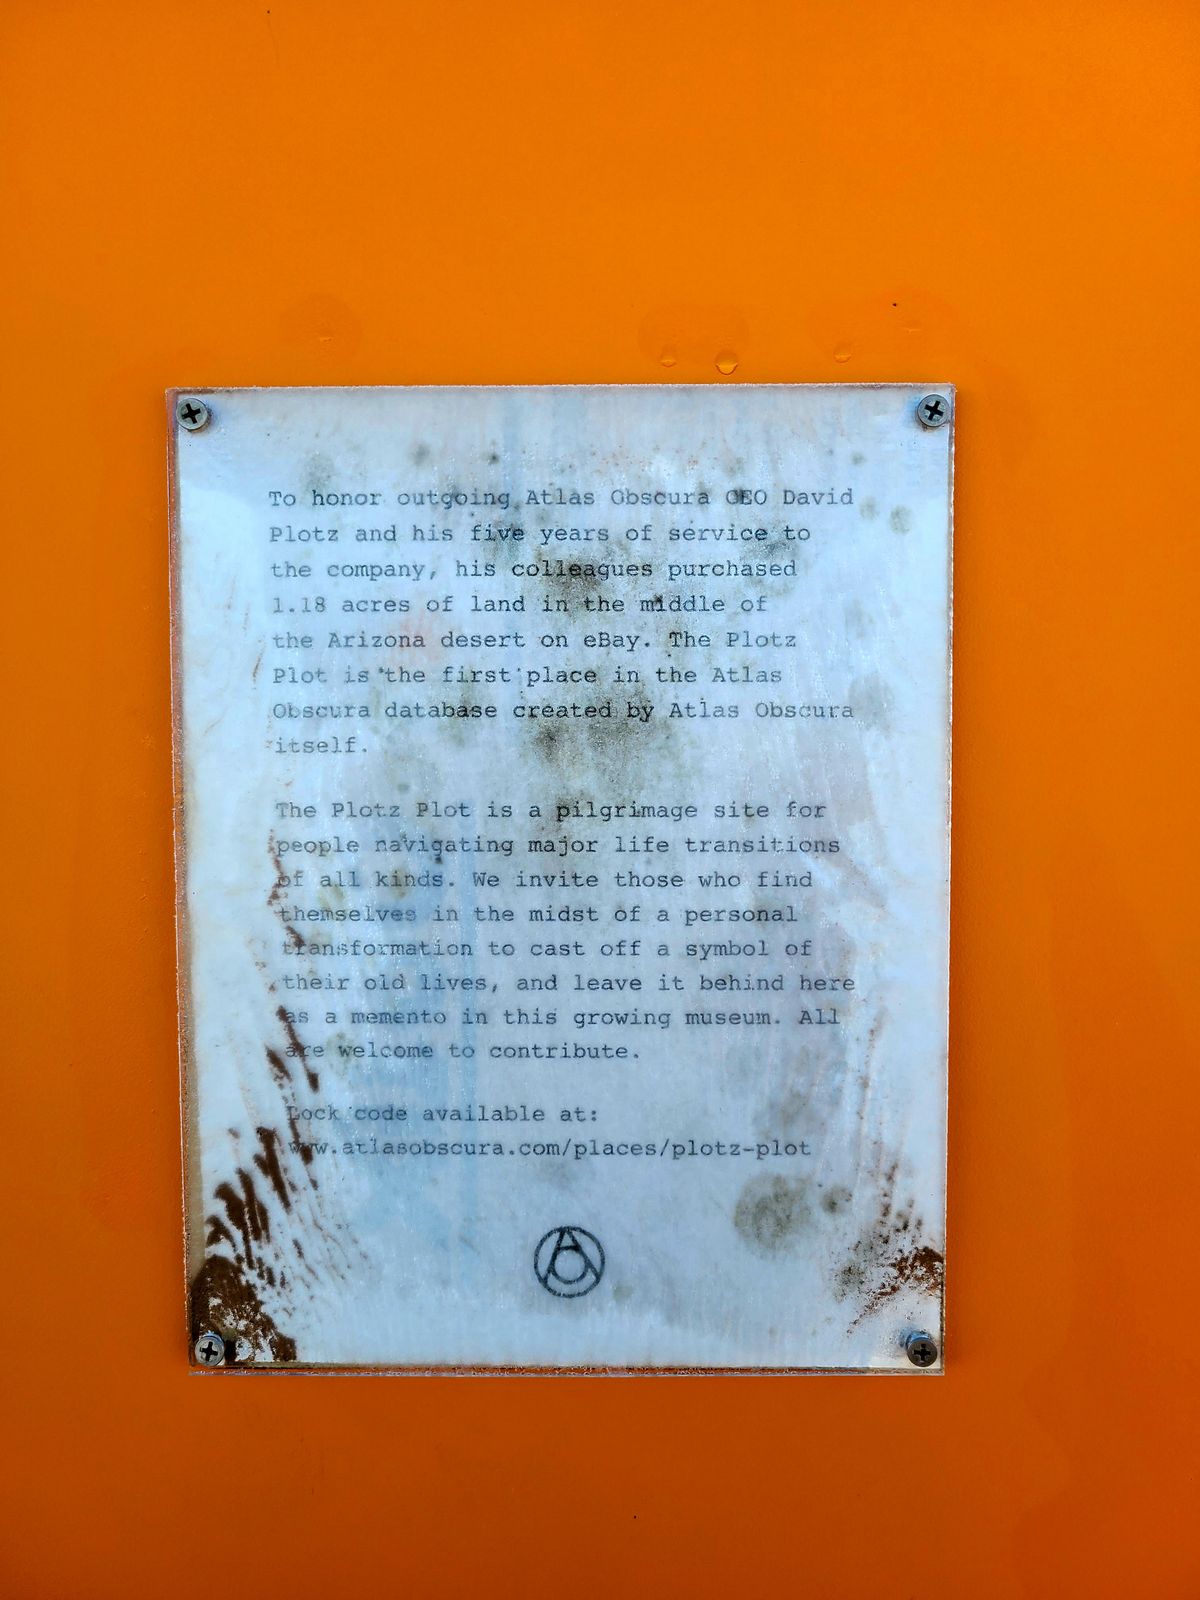 To honor outgoing Atlas Obscura CEO David
Plotz and his five years of service to
the company, his colleagues purchased
1.18 acres of land in the middle of
the Arizona desert on eBay. The Plotz
Plot is the first place in the Atlas
Obscura database created by Atlas Obscura
itself.
The Plotz Plot is a pilgrimage site for
people navigating major life transitions
of all kinds. We invite those who find
themselves in the midst of a personal
transformation to cast off a symbol of
their old lives, and leave it behind here
as a memento in this growing museum. All
are welcome to contribute.
Lock code available at:
www.atlasobscura.com/places/plotz-plot